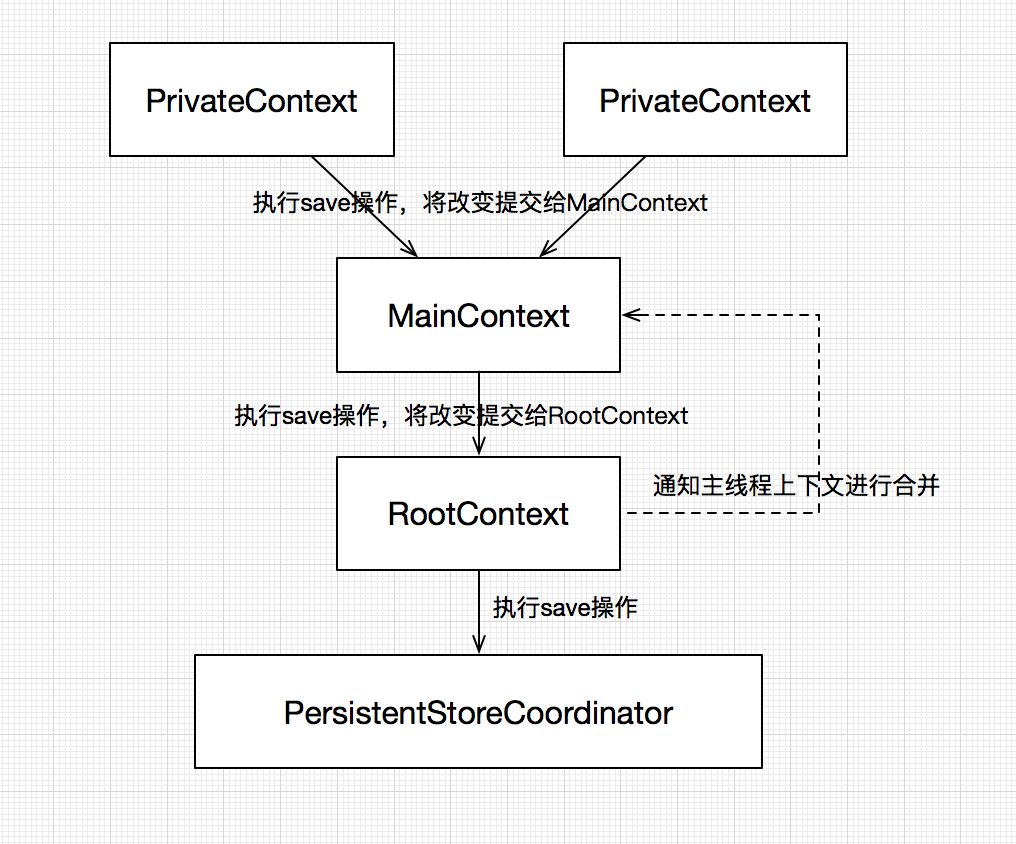 PrivateContext
PrivateContext
执行save操作，将改变提交给MainContext
MainContext
执行save操作，将改变提交给RootContext
通知主线程上下文进行合并
RootContext
执行save操作
PersistentStoreCoordinator